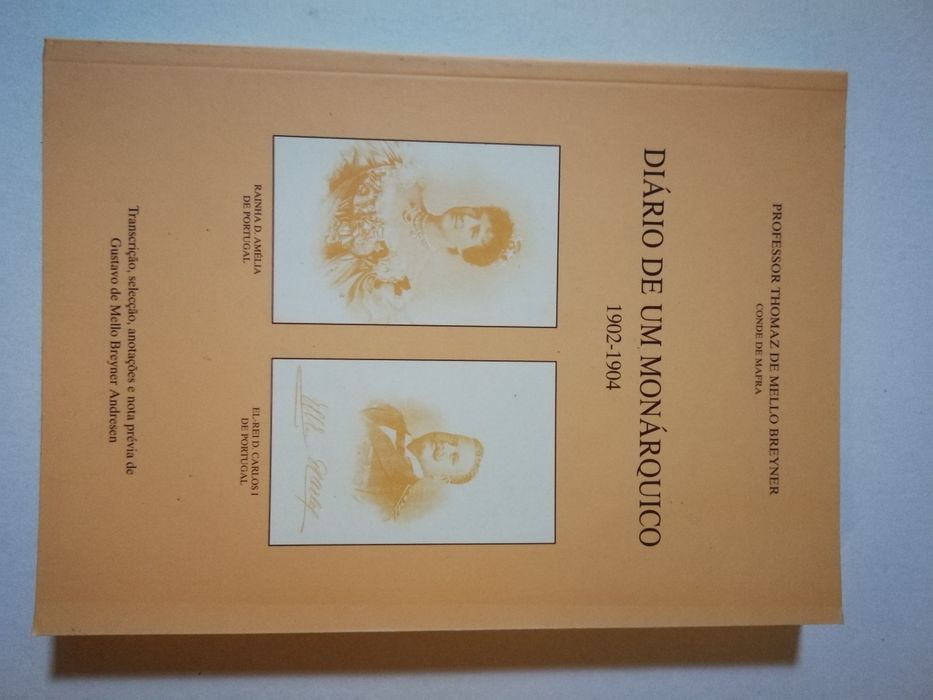 PROFESSOR THOMAZ DE MELLO BREYNER
CONDE DE MAFRA
DIÁRIO DE UM MONÁRQUICO
1902-1904
RAINHA D. AMÉLIA
DE PORTUGAL
EL-REI D. CARLOS I
DE PORTUGAL
Transcrição, selecção, anotações e nota prévia de
Gustavo de Mello Breyner Andresen